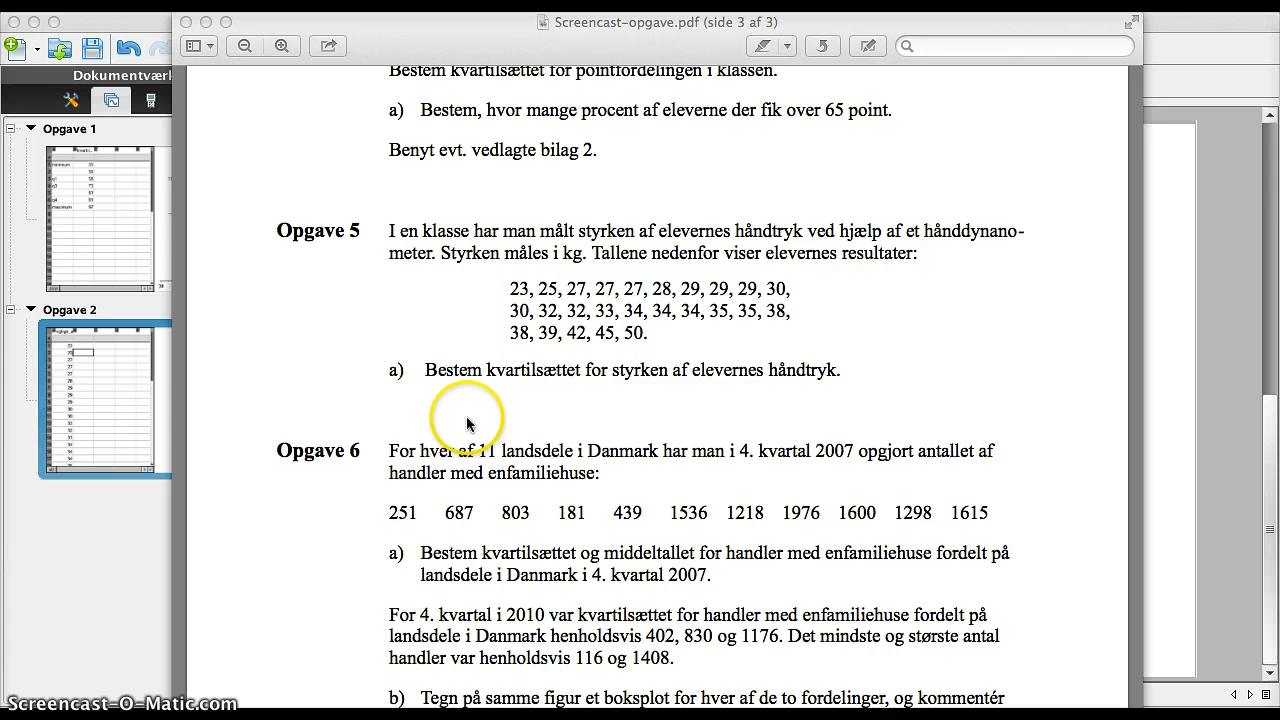 Screencast-opgave.pdf (side 3 af 3)
Dokumentværk
Opgave 1
Opgave 2
Bestem kvartilsættet for pointfordelingen i klassen.
a) Bestem, hvor mange procent af eleverne der fik over 65 point.
Benyt evt. vedlagte bilag 2.
Opgave 5 I en klasse har man målt styrken af elevernes håndtryk ved hjælp af et hånddynano-
meter. Styrken måles i kg. Tallene nedenfor viser elevernes resultater:
23, 25, 27, 27, 27, 28, 29, 29, 29, 30,
30, 32, 32, 33, 34, 34, 34, 35, 35, 38,
38, 39, 42, 45, 50.
a) Bestem kvartilsættet for styrken af elevernes håndtryk.
Opgave 6 For hver af 11 landsdele i Danmark har man i 4. kvartal 2007 opgjort antallet af
handler med enfamiliehuse:
251 687 803 181 439 1536 1218 1976 1600 1298 1615
a) Bestem kvartilsættet og middeltallet for handler med enfamiliehuse fordelt på
landsdele i Danmark i 4. kvartal 2007.
For 4. kvartal i 2010 var kvartilsættet for handler med enfamiliehuse fordelt på
landsdele i Danmark henholdsvis 402, 830 og 1176. Det mindste og største antal
handler var henholdsvis 116 og 1408.
b) Tegn på samme figur et boksplot for hver af de to fordelinger, og kommentér
Screencast-O-Matic.com